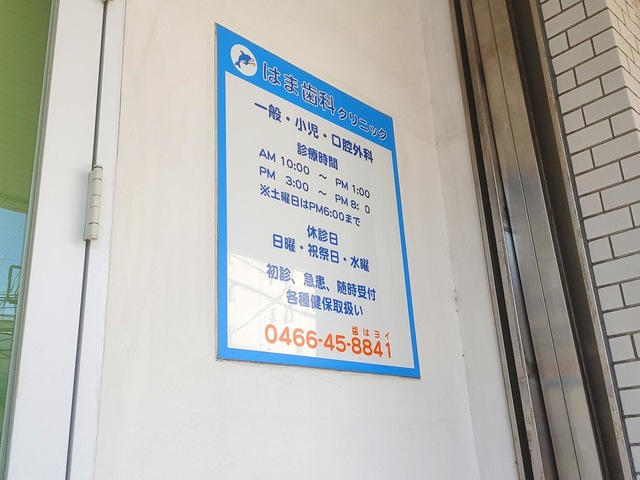 はま歯科クリニック
一般・小児・口腔外科
診療時間
AM 10:00 ～ PM 1:00
PM 3:00 ～ PM 8: 0
※土曜日はPM6:00まで
休診日
日曜・祝祭日・水曜
初診、急患、随時受付
各種健保取扱い
歯はヨイ
0466-45-8841